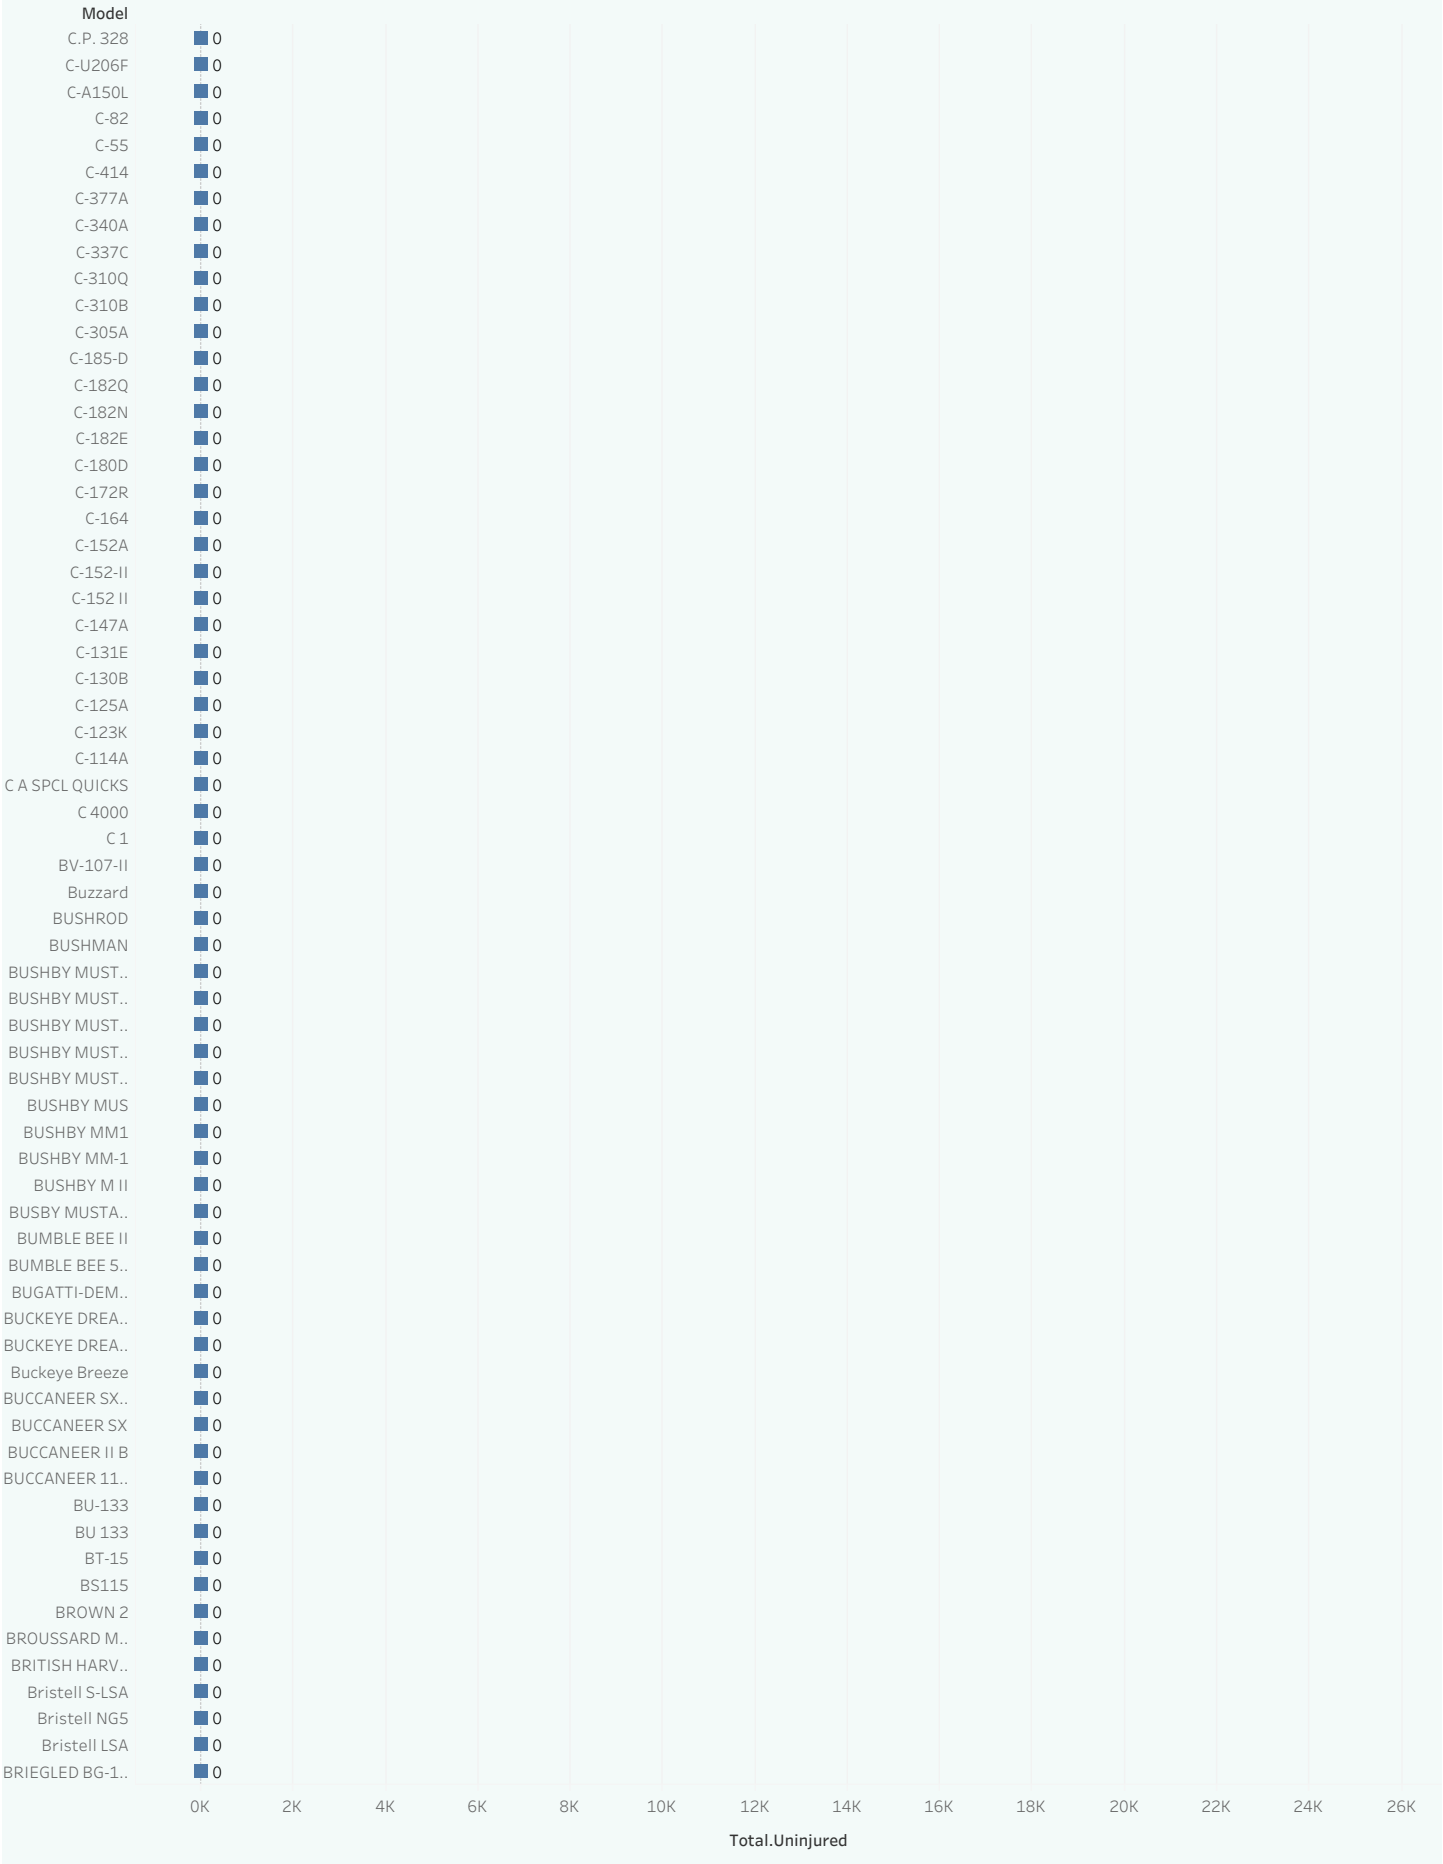 Model
C.P. 328 0
C-U206F 0
C-A150L 0
C-82 0
C-55 0
C-414 0
C-377A 0
C-340A 0
C-337C 0
C-310Q 0
C-310B 0
C-305A 0
C-185-D 0
C-182Q 0
C-182N 0
C-182E 0
C-180D 0
C-172R 0
C-164 0
C-152A 0
C-152-II 0
C-152 II 0
C-147A 0
C-131E 0
C-130B 0
C-125A 0
C-123K 0
C-114A 0
C A SPCL QUICKS 0
C 4000 0
C 1 0
BV-107-II 0
Buzzard 0
BUSHROD 0
BUSHMAN 0
BUSHBY MUST.. 0
BUSHBY MUST.. 0
BUSHBY MUST.. 0
BUSHBY MUST.. 0
BUSHBY MUST.. 0
BUSHBY MUS 0
BUSHBY MM1 0
BUSHBY MM-1 0
BUSHBY M II 0
BUSBY MUSTA.. 0
BUMBLE BEE II 0
BUMBLE BEE 5.. 0
BUGATTI-DEM.. 0
BUCKEYE DREA.. 0
BUCKEYE DREA.. 0
Buckeye Breeze 0
BUCCANEER SX.. 0
BUCCANEER SX 0
BUCCANEER II B 0
BUCCANEER 11.. 0
BU-133 0
BU 133 0
BT-15 0
BS115 0
BROWN 2 0
BROUSSARD M.. 0
BRITISH HARV.. 0
Bristell S-LSA 0
Bristell NG5 0
Bristell LSA 0
BRIEGLED BG-1.. 0
0K 2K 4K 6K 8K 10K 12K 14K 16K 18K 20K 22K 24K 26K
Total.Uninjured